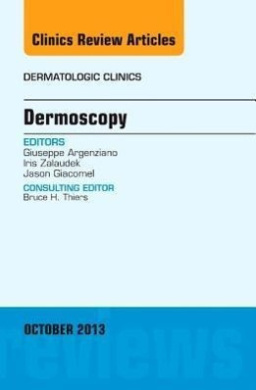 Clinics Review Articles
DERMATOLOGIC CLINICS
Dermoscopy
EDITORS
Giuseppe Argenziano
Iris Zalaudek
Jason Giacomel
CONSULTING EDITOR
Bruce H. Thiers
OCTOBER 2013
reviews